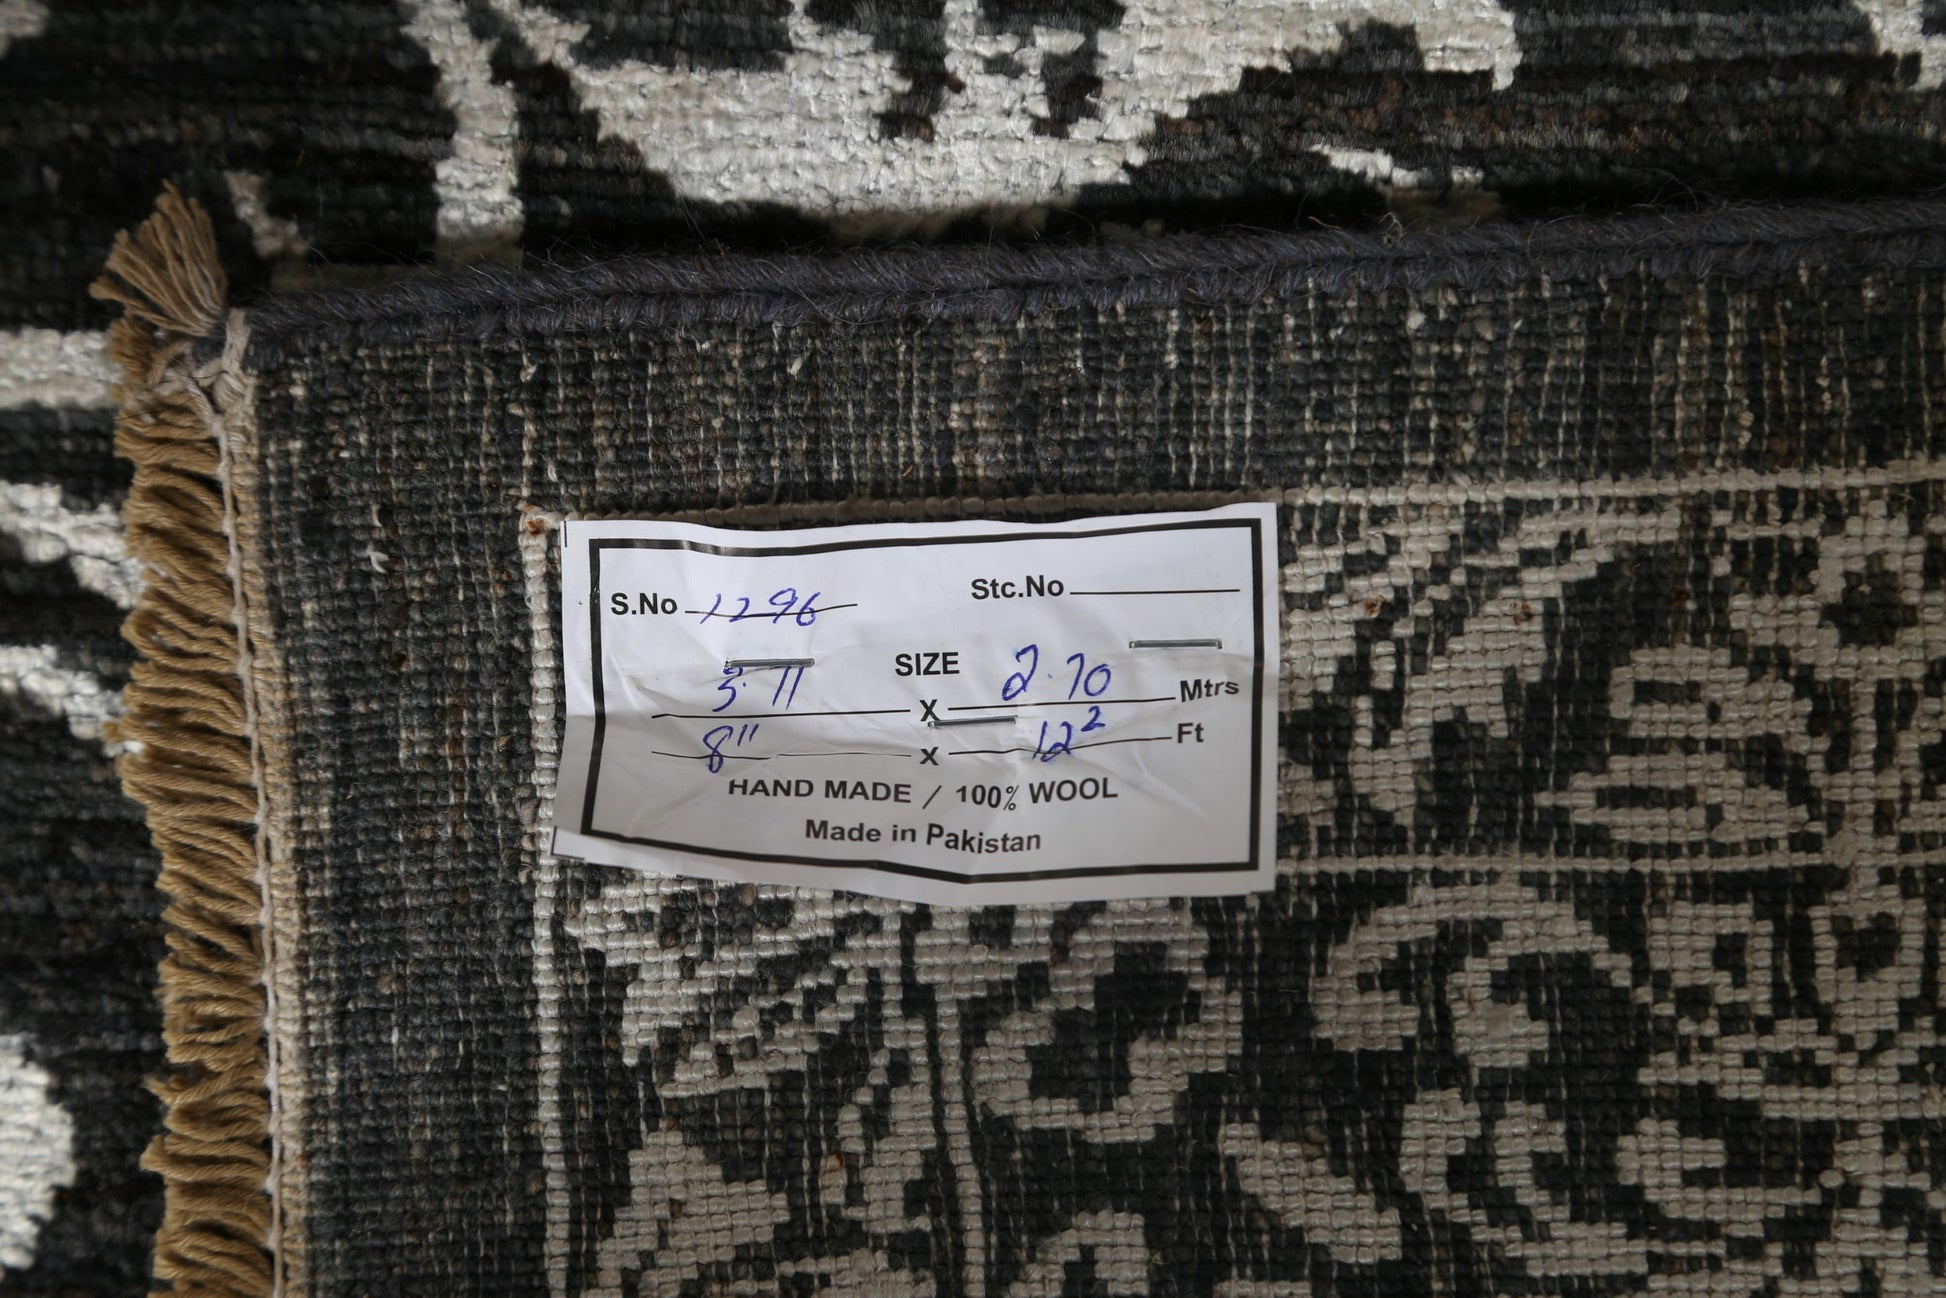 S.No 1296 Stc.No
SIZE
3.71 x 2.70 Mtrs
8" x 12² Ft
HAND MADE / 100% WOOL
Made in Pakistan